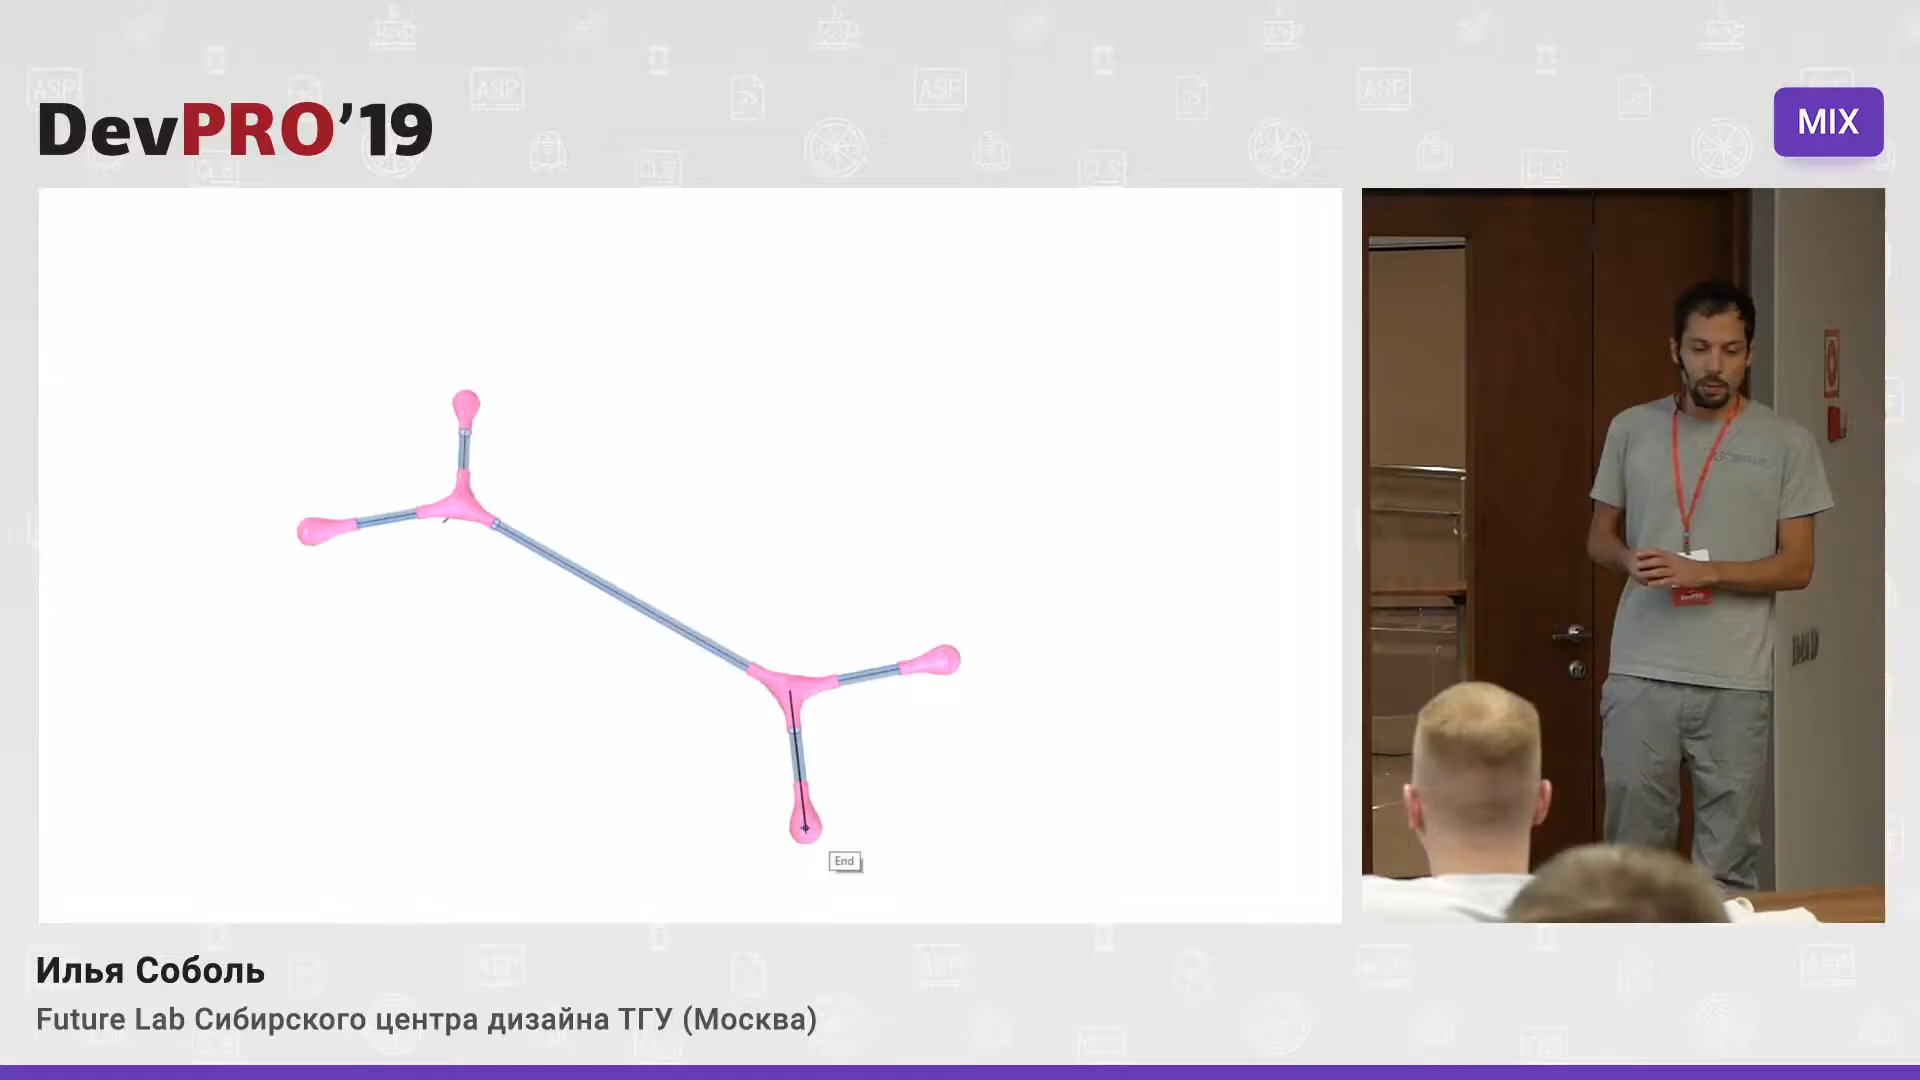 DevPRO’19
MIX
End
Илья Соболь
Future Lab Сибирского центра дизайна ТГУ (Москва)